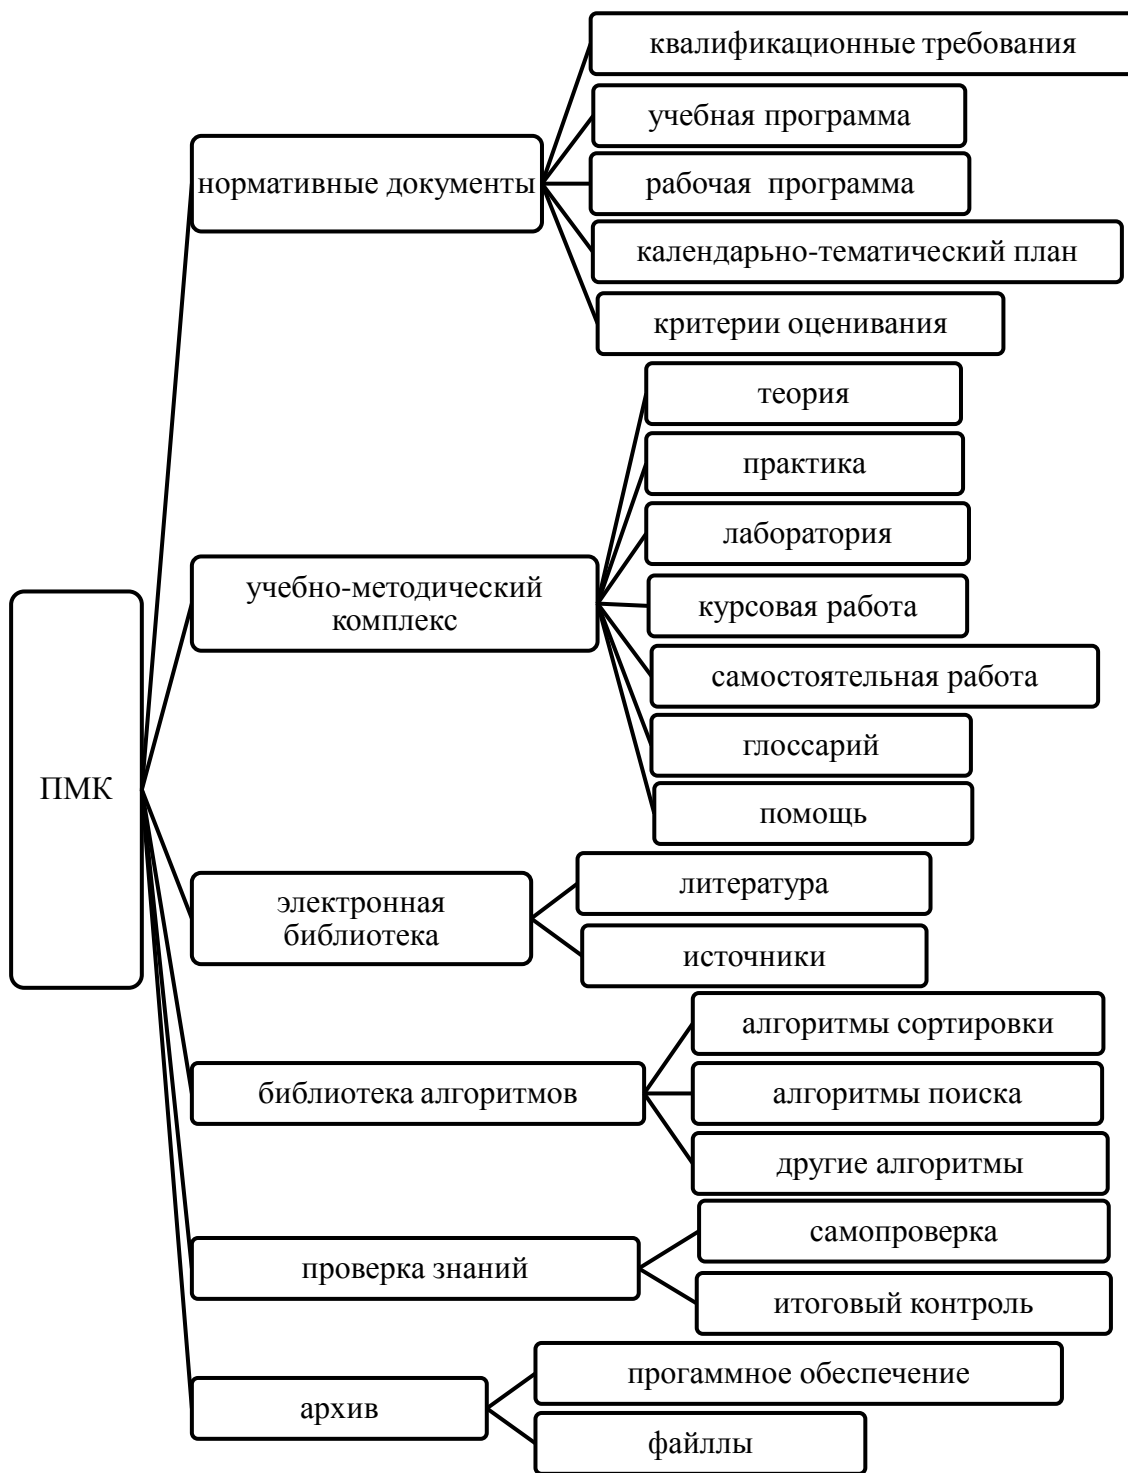 ПМК
нормативные документы
квалификационные требования
учебная программа
рабочая программа
календарьно-тематический план
критерии оценивания
учебно-методический
комплекс
теория
практика
лаборатория
курсовая работа
самостоятельная работа
глоссарий
помощь
электронная
библиотека
литература
источники
библиотека алгоритмов
алгоритмы сортировки
алгоритмы поиска
другие алгоритмы
проверка знаний
самопроверка
итоговый контроль
архив
прогаммное обеспечение
файллы